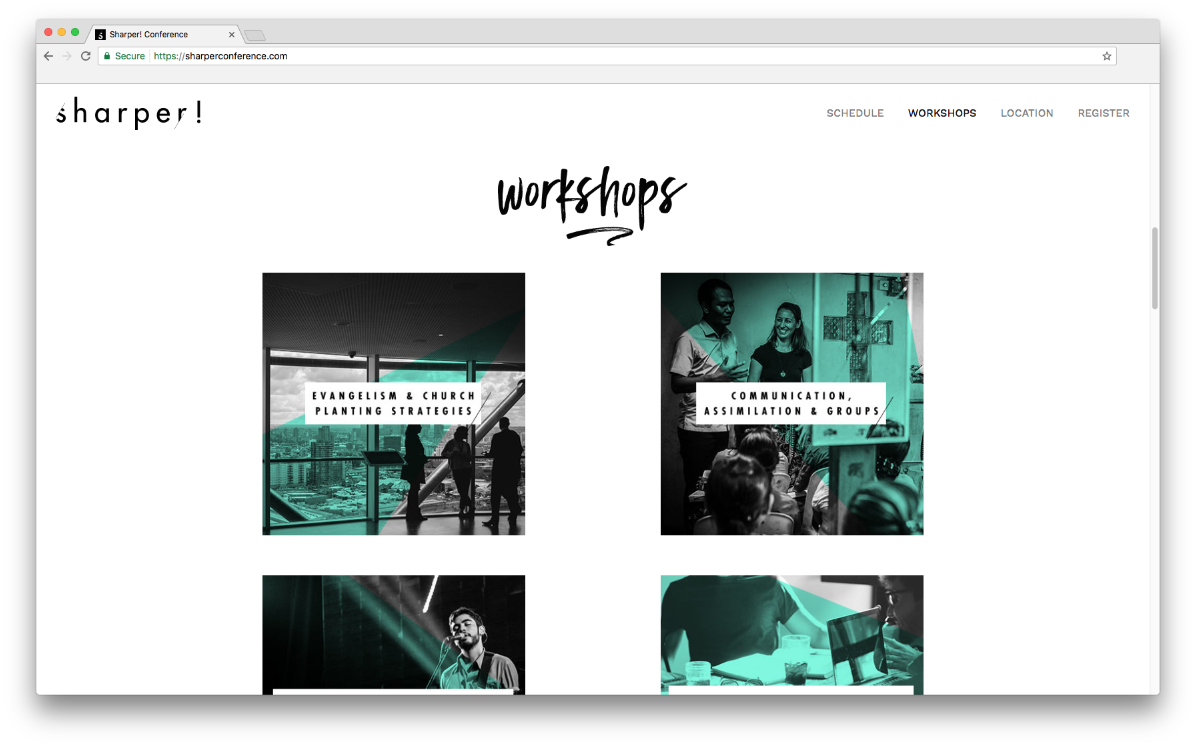 Sharper! Conference
Secure https://sharperconference.com
sharper!
SCHEDULE WORKSHOPS LOCATION REGISTER
workshops
EVANGELISM & CHURCH
PLANTING STRATEGIES
COMMUNICATION,
ASSIMILATION & GROUPS